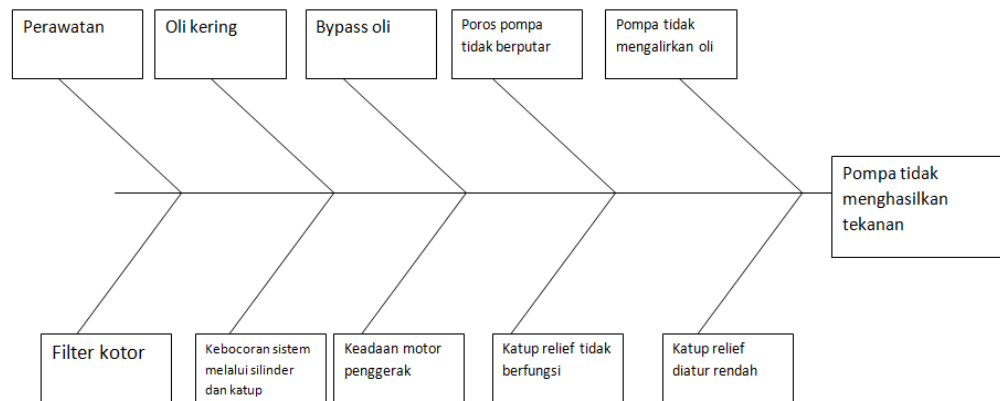 Perawatan
Oli kering
Bypass oli
Poros pompa
tidak berputar
Pompa tidak
mengalirkan oli
Pompa tidak
menghasilkan
tekanan
Filter kotor
Kebocoran sistem
melalui silinder
dan katup
Keadaan motor
penggerak
Katup relief tidak
berfungsi
Katup relief
diatur rendah